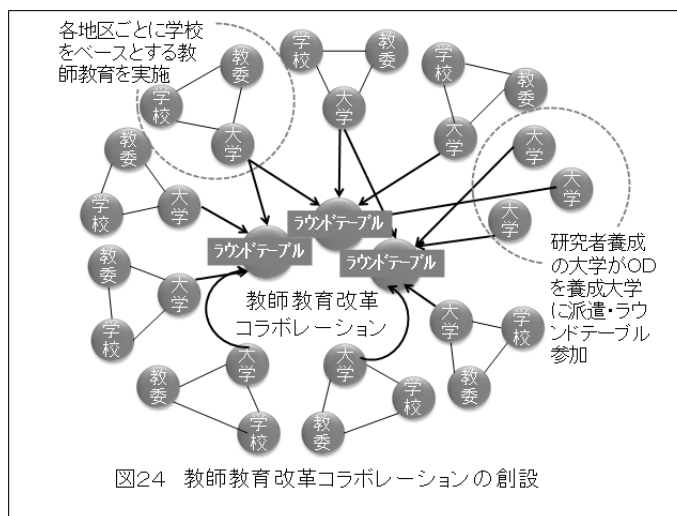 各地区ごとに学校
をベースとする教
師教育を実施
教委
学校
大学
学校
教委
大学
学校
教委
大学
教委
学校
大学
大学
大学
大学
ラウンドテーブル
ラウンドテーブル
ラウンドテーブル
教委
学校
大学
教師教育改革
コラボレーション
研究者養成
の大学がOD
を養成大学
に派遣・ラウ
ンドテーブル
参加
大学
教委
学校
大学
学校
教委
大学
学校
教委
図24 教師教育改革コラボレーションの創設